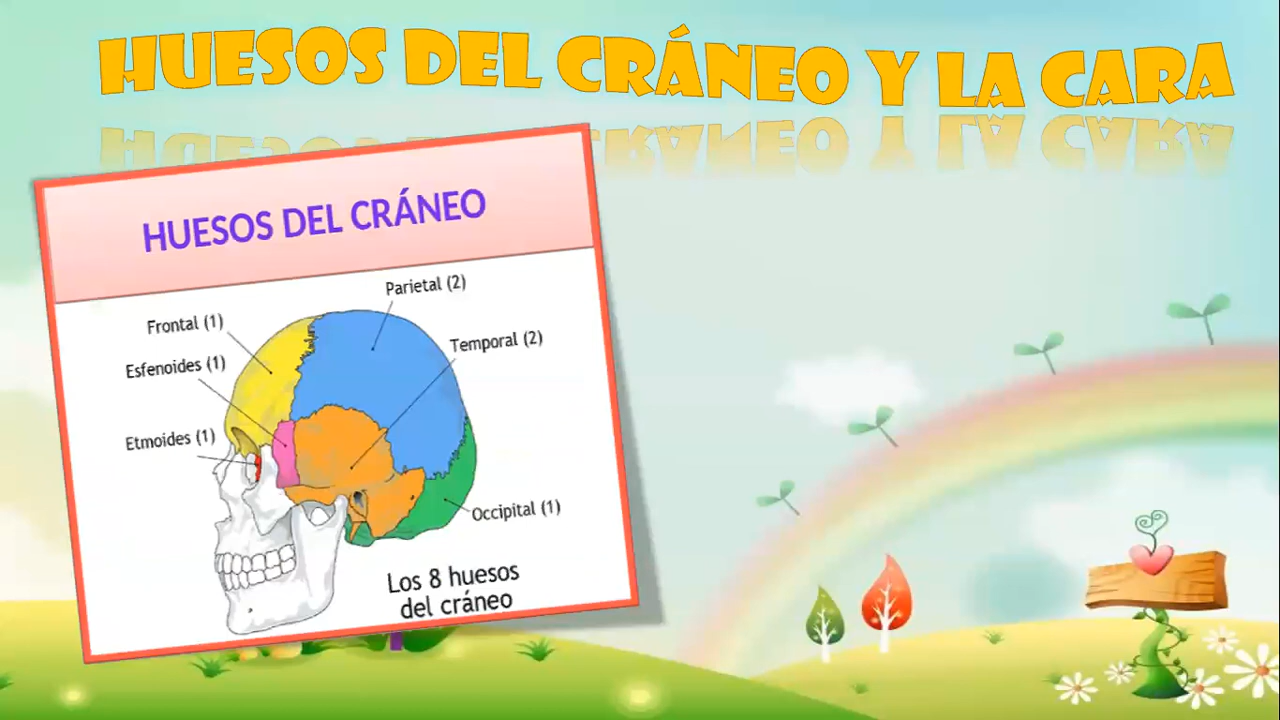 HUESOS DEL CRÁNEO Y LA CARA
HUESOS DEL CRÁNEO
Parietal (2)
Frontal (1)
Temporal (2)
Esfenoides (1)
Etmoides (1)
Occipital (1)
Los 8 huesos
del cráneo